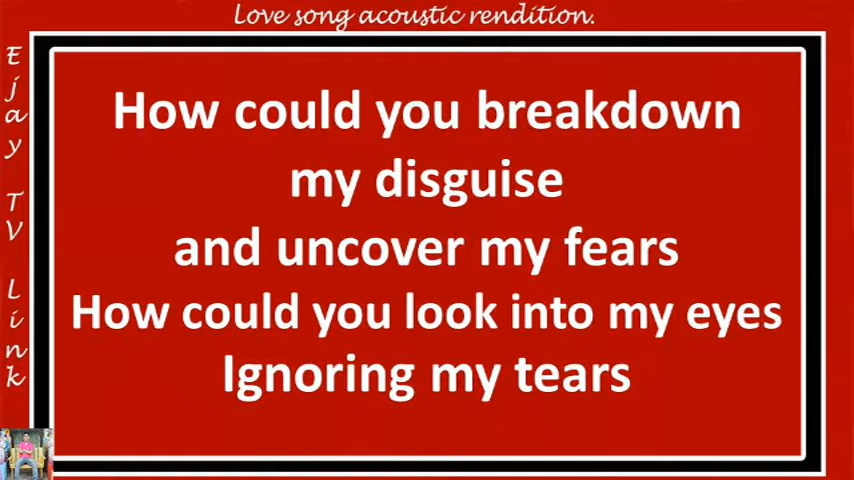 Love song acoustic rendition.
Ejay TV Link
How could you breakdown
my disguise
and uncover my fears
How could you look into my eyes
Ignoring my tears